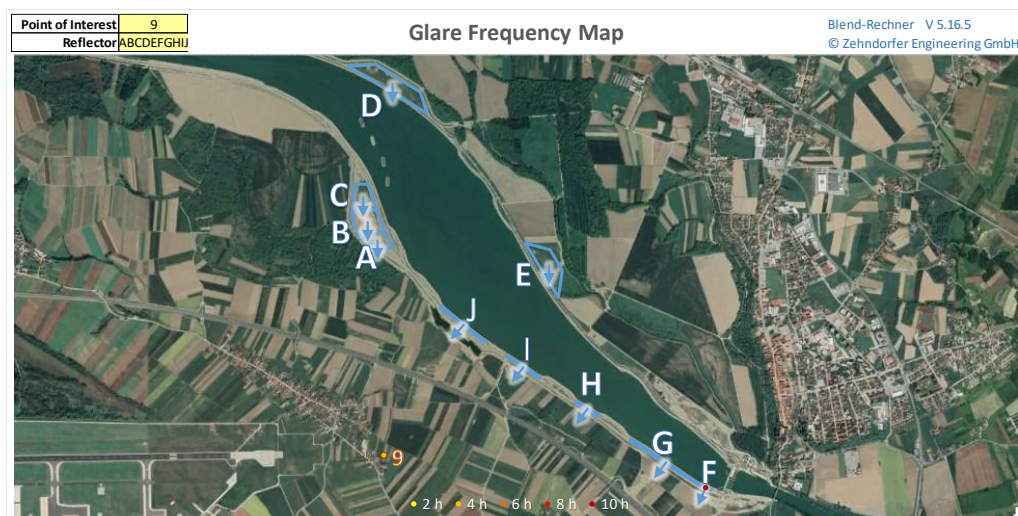 Point of Interest 9
Reflector ABCDEFGHIJ
Glare Frequency Map
Blend-Rechner V 5.16.5
© Zehndorfer Engineering GmbH
D
C
B
A
E
J
I
H
G
F
9
2 h 4 h 6 h 8 h 10 h